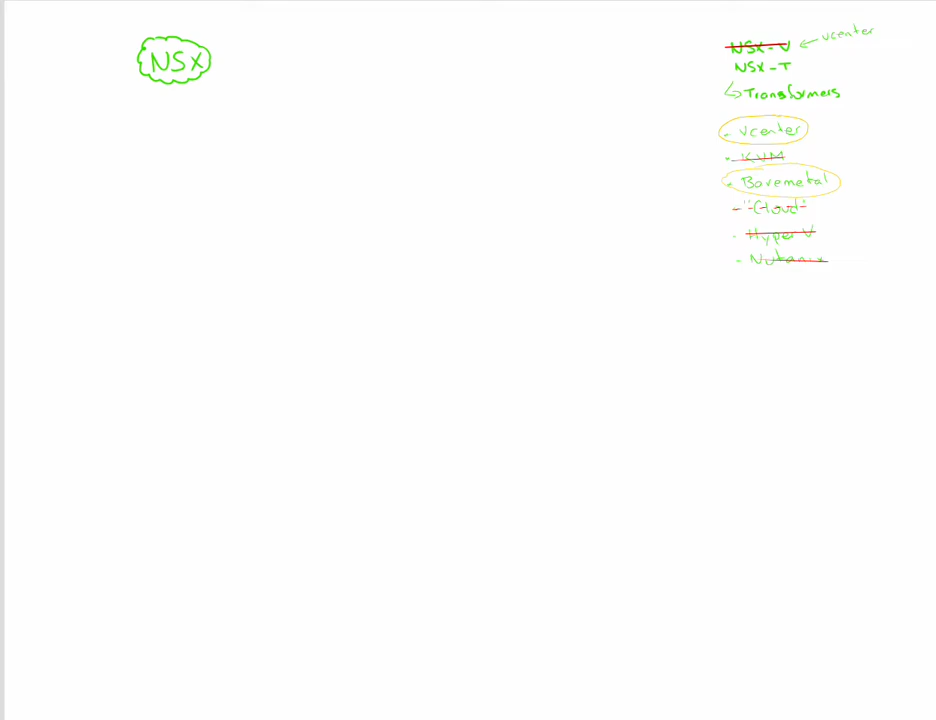 NSX
NSX-V ← vcenter
NSX-T
↳ Transformers
- Vcenter
- KVM
- Baremetal
- "Cloud"
- Hyper V
- Nutanix